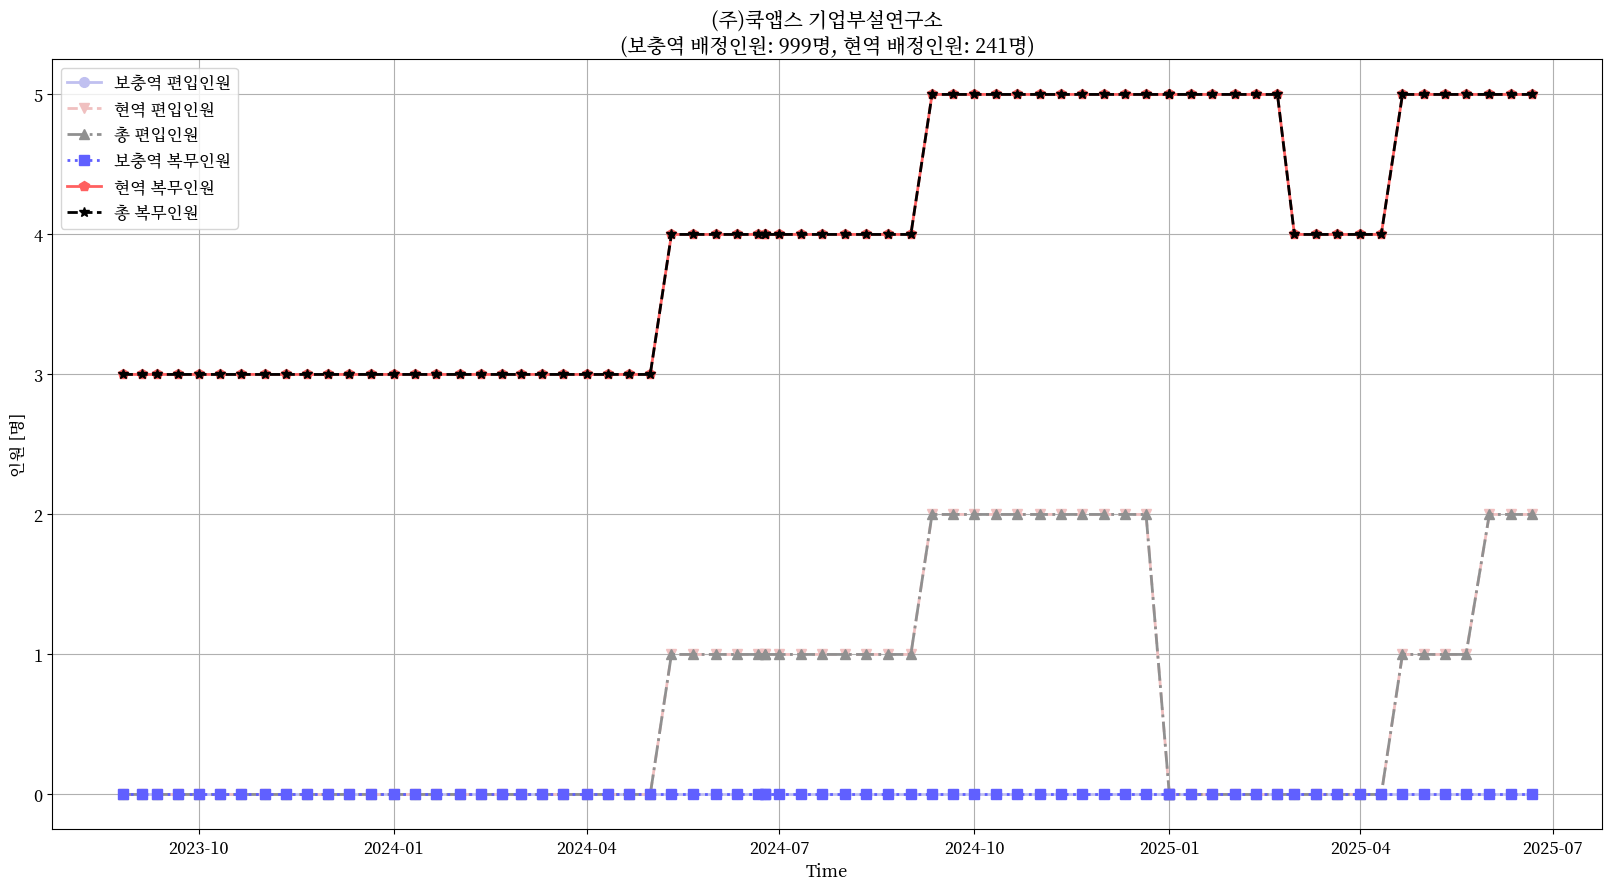 (주)쿡앱스 기업부설연구소
(보충역 배정인원: 999명, 현역 배정인원: 241명)
보충역 편입인원
현역 편입인원
총 편입인원
보충역 복무인원
현역 복무인원
총 복무인원
5
4
3
2
1
0
인원 [명]
2023-10
2024-01
2024-04
2024-07
2024-10
2025-01
2025-04
2025-07
Time